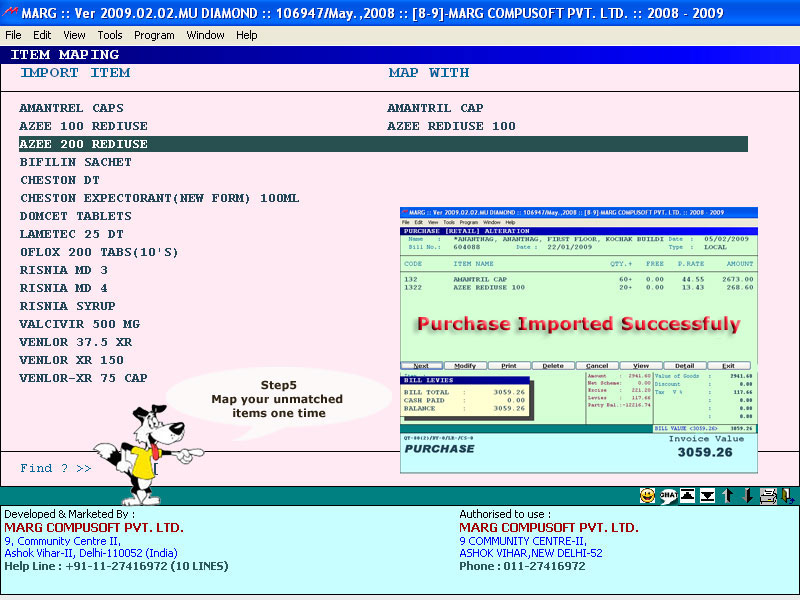 MARG :: Ver 2009.02.02.MU DIAMOND :: 106947/May.,2008 :: [8-9]-MARG COMPUSOFT PVT. LTD. :: 2008 - 2009
File Edit View Tools Program Window Help
ITEM MAPING
IMPORT ITEM MAP WITH
AMANTREL CAPS AMANTRIL CAP
AZEE 100 REDIUSE AZEE REDIUSE 100
AZEE 200 REDIUSE
BIFILIN SACHET
CHESTON DT
CHESTON EXPECTORANT(NEW FORM) 100ML
DOMCET TABLETS
LAMETEC 25 DT
OFLOX 200 TABS(10'S)
RISNIA MD 3
RISNIA MD 4
RISNIA SYRUP
VALCIVIR 500 MG
VENLOR 37.5 XR
VENLOR XR 150
VENLOR-XR 75 CAP
MARG :: Ver 2009.02.02.MU DIAMOND :: 106947/May.,2008 :: [8-9]-MARG COMPUSOFT PVT. LTD. :: 2008 - 2009
File Edit View Tools Program Window Help
PURCHASE [RETAIL] ALTERATION
Name : *ANANTNAG, ANANTNAG, FIRST FLOOR, KOCHAK BUILDI Date : 05/02/2009
Bill No.: 604088 Date : 22/01/2009 Type : LOCAL
CODE ITEM NAME QTY.+ FREE P.RATE AMOUNT
132 AMANTRIL CAP 60+ 0.00 44.55 2673.00
1322 AZEE REDIUSE 100 20+ 0.00 13.43 268.60
Purchase Imported Successfuly
Next Modify Print Delete Cancel View Detail Exit
BILL LEVIES
BILL TOTAL : 3059.26
CASH PAID : 0.00
BALANCE : 3059.26
Amount : 2941.60
Net Scheme: 0.00
Excise : 221.20
Levies : 117.66
Party Bal.:-12216.74
Value of Goods : 2941.60
Discount : 0.00
Tax V % : 117.66
: 0.00
: 0.00
: 0.00
BILL VALUE <3059.26> 3059.26
PURCHASE
Invoice Value
3059.26
Step5
Map your unmatched
items one time
Find ? >>
CHAT
Developed & Marketed By :
MARG COMPUSOFT PVT. LTD.
9, Community Centre II,
Ashok Vihar-II, Delhi-110052 (India)
Help Line : +91-11-27416972 (10 LINES)
Authorised to use :
MARG COMPUSOFT PVT. LTD.
9 COMMUNITY CENTRE-II,
ASHOK VIHAR,NEW DELHI-52
Phone : 011-27416972